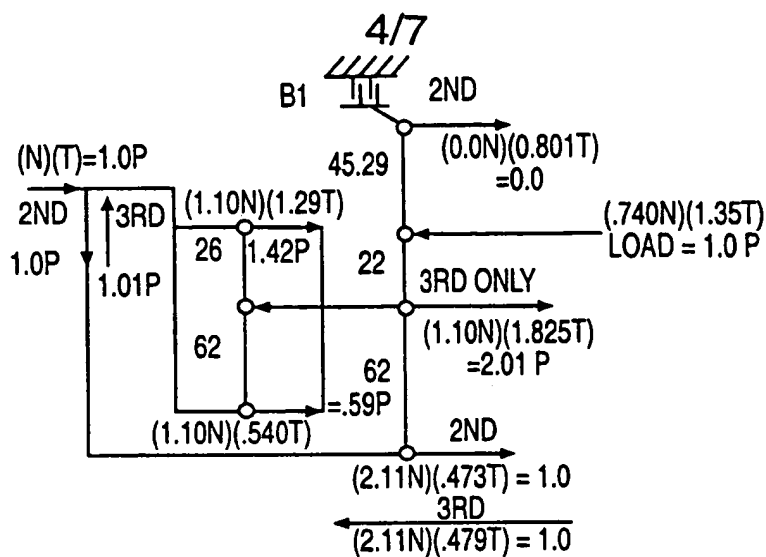 4/7
B1
2ND
(0.0N)(0.801T)
=0.0
45.29
(N)(T)=1.0P
2ND
3RD
(1.10N)(1.29T)
1.0P
1.01P
26
1.42P
22
(.740N)(1.35T)
LOAD = 1.0 P
3RD ONLY
(1.10N)(1.825T)
=2.01 P
62
62
=.59P
(1.10N)(.540T)
2ND
(2.11N)(.473T) = 1.0
3RD
(2.11N)(.479T) = 1.0